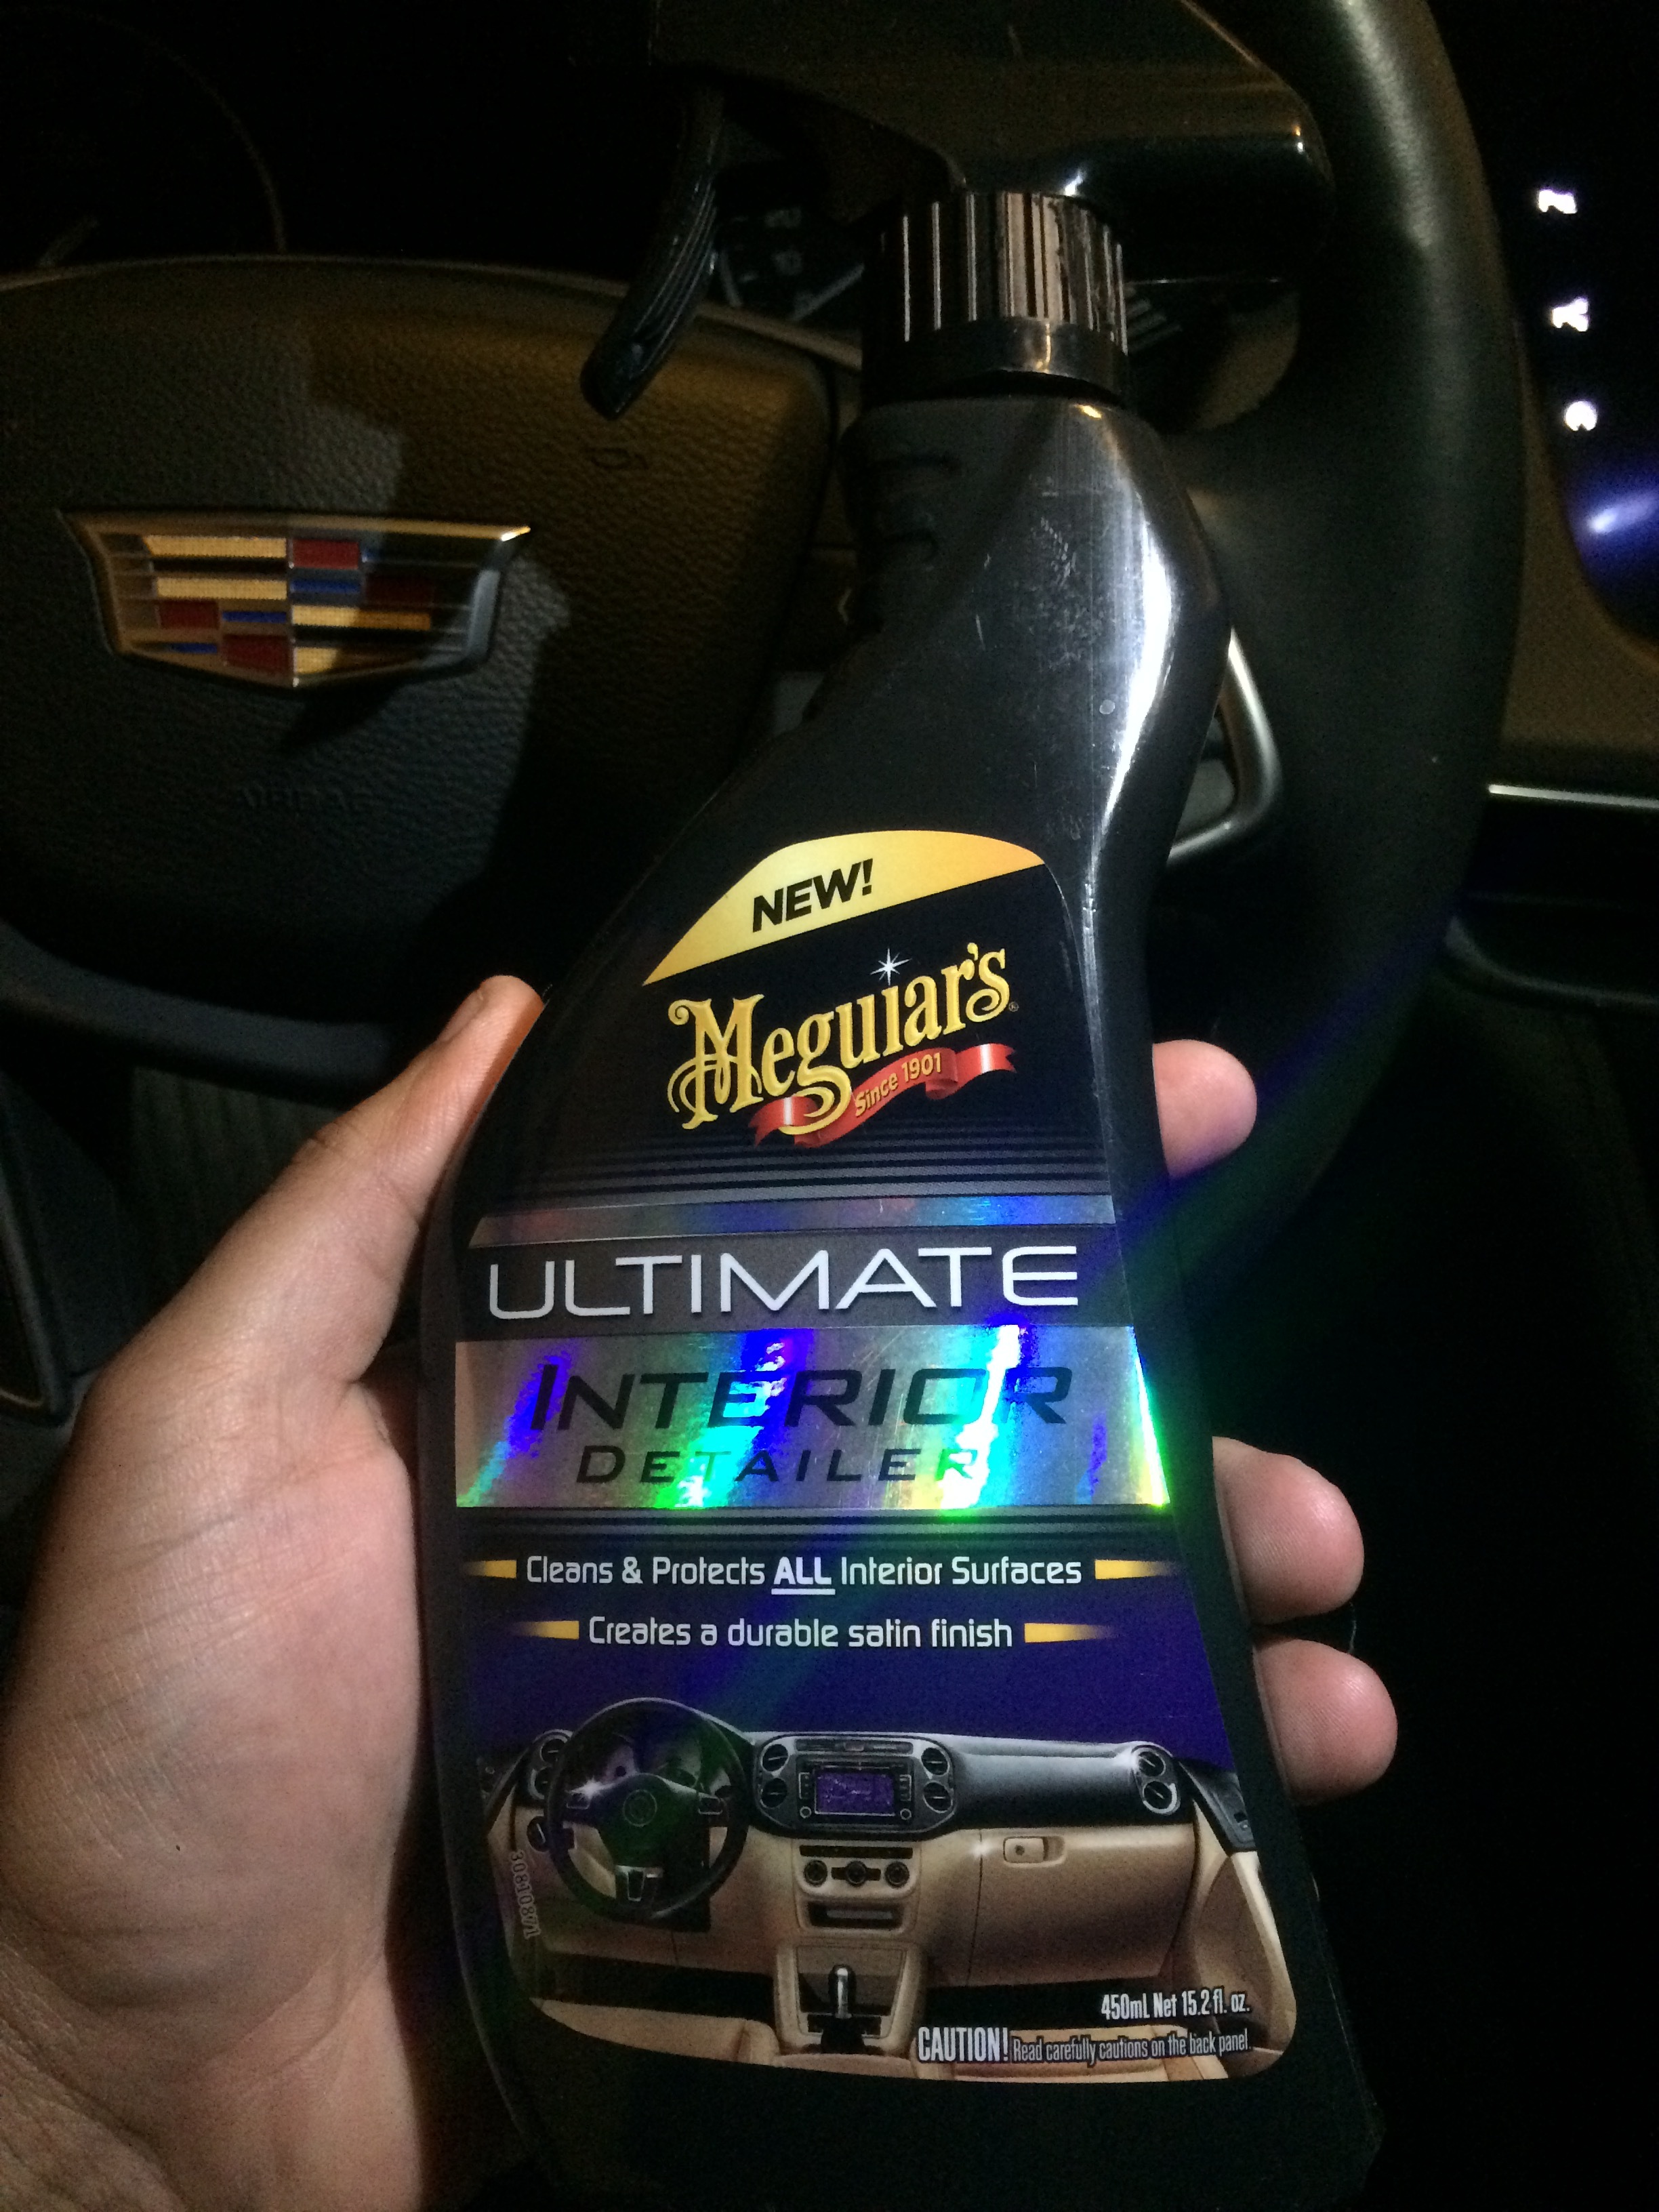 NEW!
Meguiar's
Since 1901
ULTIMATE
INTERIOR
DETAILER
Cleans & Protects ALL Interior Surfaces
Creates a durable satin finish
450mL Net 15.2 fl. oz.
CAUTION! Read carefully cautions on the back panel.